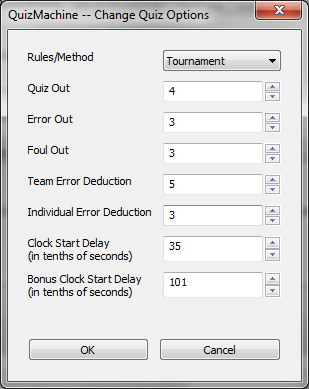 QuizMachine -- Change Quiz Options
Rules/Method Tournament
Quiz Out 4
Error Out 3
Foul Out 3
Team Error Deduction 5
Individual Error Deduction 3
Clock Start Delay 35
(in tenths of seconds)
Bonus Clock Start Delay 101
(in tenths of seconds)
OK Cancel